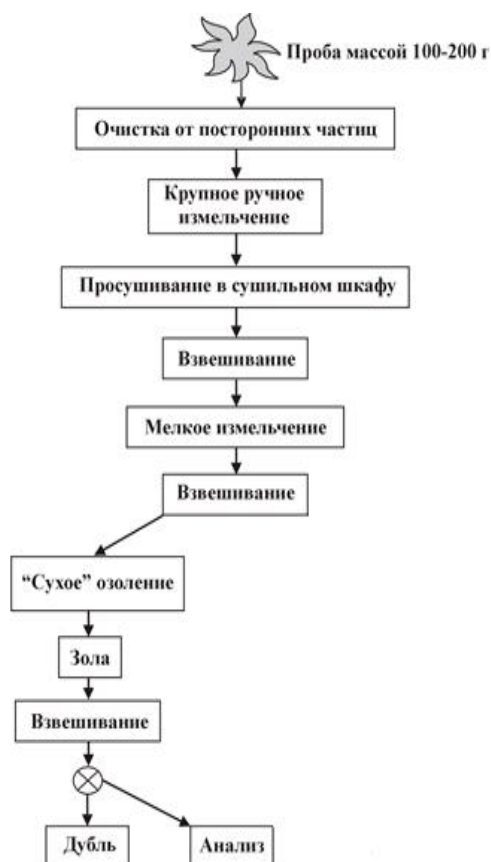 Проба массой 100-200 г
Очистка от посторонних частиц
Крупное ручное
измельчение
Просушивание в сушильном шкафу
Взвешивание
Мелкое измельчение
Взвешивание
“Сухое” озоление
Зола
Взвешивание
Дубль
Анализ